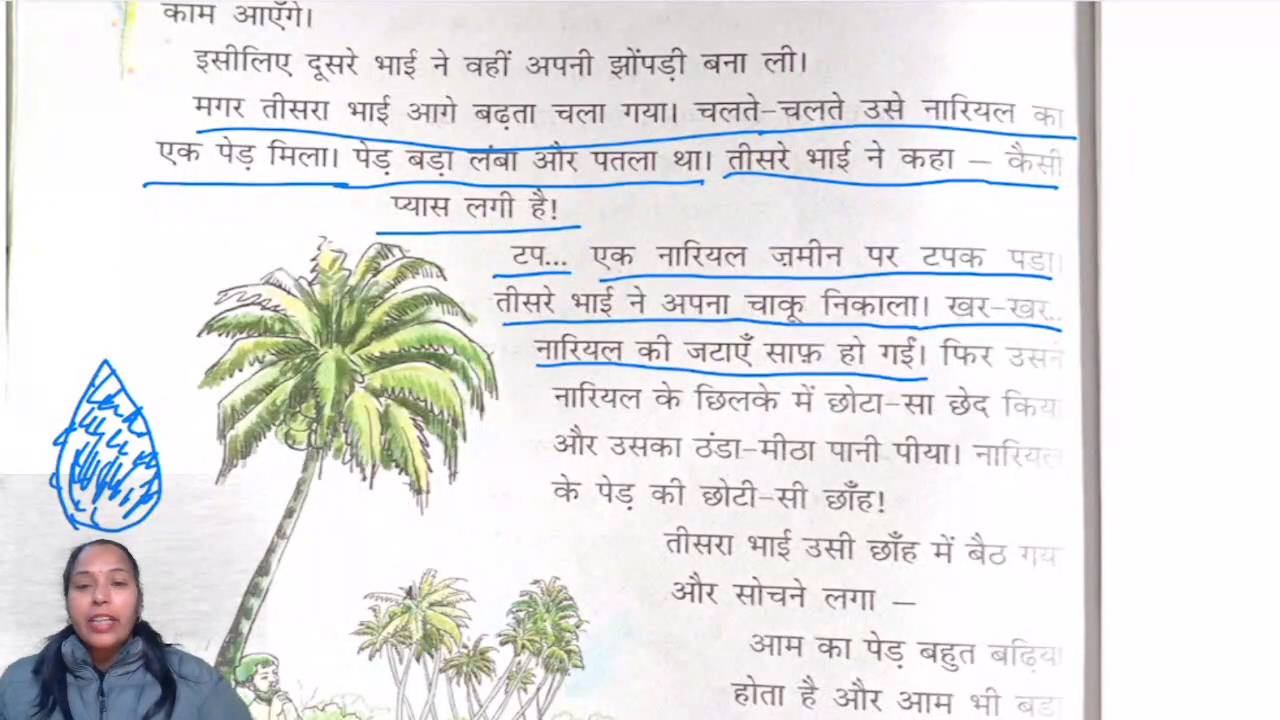 काम आएँगे।
इसीलिए दूसरे भाई ने वहीं अपनी झोंपड़ी बना ली।
मगर तीसरा भाई आगे बढ़ता चला गया। चलते-चलते उसे नारियल का
एक पेड़ मिला। पेड़ बड़ा लंबा और पतला था। तीसरे भाई ने कहा – कैसी
प्यास लगी है!
टप... एक नारियल ज़मीन पर टपक पड़ा।
तीसरे भाई ने अपना चाकू निकाला। खर-खर..
नारियल की जटाएँ साफ़ हो गईं। फिर उसने
नारियल के छिलके में छोटा-सा छेद किया
और उसका ठंडा-मीठा पानी पीया। नारियल
के पेड़ की छोटी-सी छाँह!
तीसरा भाई उसी छाँह में बैठ गय
और सोचने लगा –
आम का पेड़ बहुत बढ़िया
होता है और आम भी